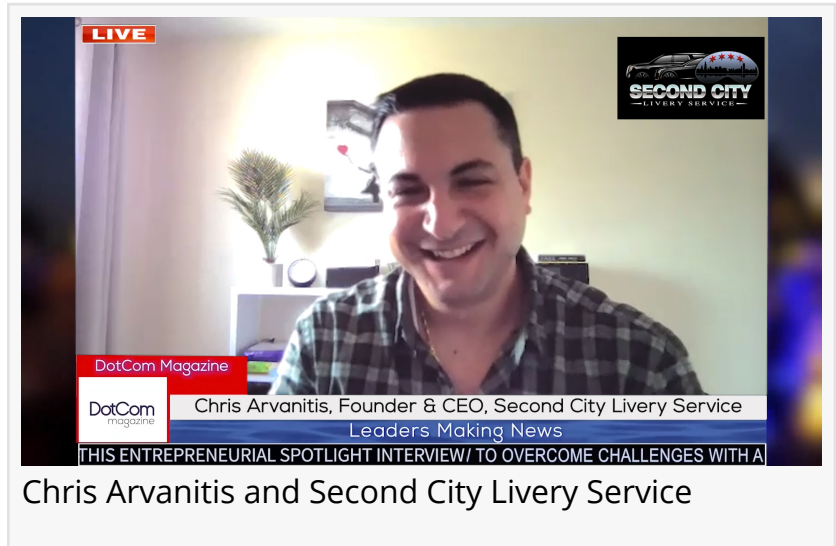 LIVE
SECOND CITY
LIVERY SERVICE
DotCom Magazine
DotCom
magazine
Chris Arvanitis, Founder & CEO, Second City Livery Service
Leaders Making News
THIS ENTREPRENEURIAL SPOTLIGHT INTERVIEW/ TO OVERCOME CHALLENGES WITH A
Chris Arvanitis and Second City Livery Service